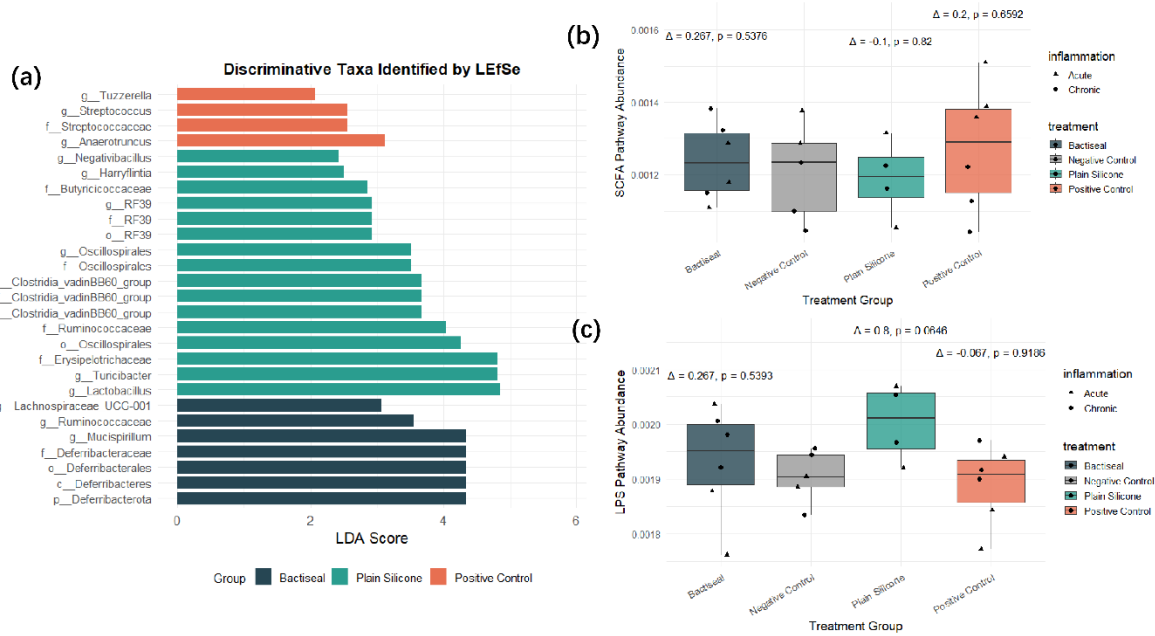 (a)
Discriminative Taxa Identified by LEfSe
g__Tuzzerella
g__Streptococcus
f__Streptococcaceae
g__Anaerotruncus
g__Negativibacillus
g__Harryflintia
f__Butyricicoccaceae
g__RF39
f__RF39
o__RF39
g__Oscillospirales
f__Oscillospirales
__Clostridia_vadinBB60_group
__Clostridia_vadinBB60_group
__Clostridia_vadinBB60_group
f__Ruminococcaceae
o__Oscillospirales
f__Erysipelotrichaceae
g__Turicibacter
g__Lactobacillus
g__Lachnospiraceae_UCG-001
g__Ruminococcaceae
g__Mucispirillum
f__Deferribacteraceae
o__Deferribacterales
c__Deferribacteres
p__Deferribacterota
0 2 4 6
LDA Score
Group Bactiseal Plain Silicone Positive Control
(b)
Δ = 0.267, p = 0.5376
Δ = -0.1, p = 0.82
Δ = 0.2, p = 0.6592
SCFA Pathway Abundance
0.0016
0.0014
0.0012
Bactiseal
Negative Control
Plain Silicone
Positive Control
Treatment Group
inflammation
Acute
Chronic
treatment
Bactiseal
Negative Control
Plain Silicone
Positive Control
(c)
Δ = 0.267, p = 0.5393
Δ = 0.8, p = 0.0646
Δ = -0.067, p = 0.9186
LPS Pathway Abundance
0.0021
0.0020
0.0019
0.0018
Bactiseal
Negative Control
Plain Silicone
Positive Control
Treatment Group
inflammation
Acute
Chronic
treatment
Bactiseal
Negative Control
Plain Silicone
Positive Control